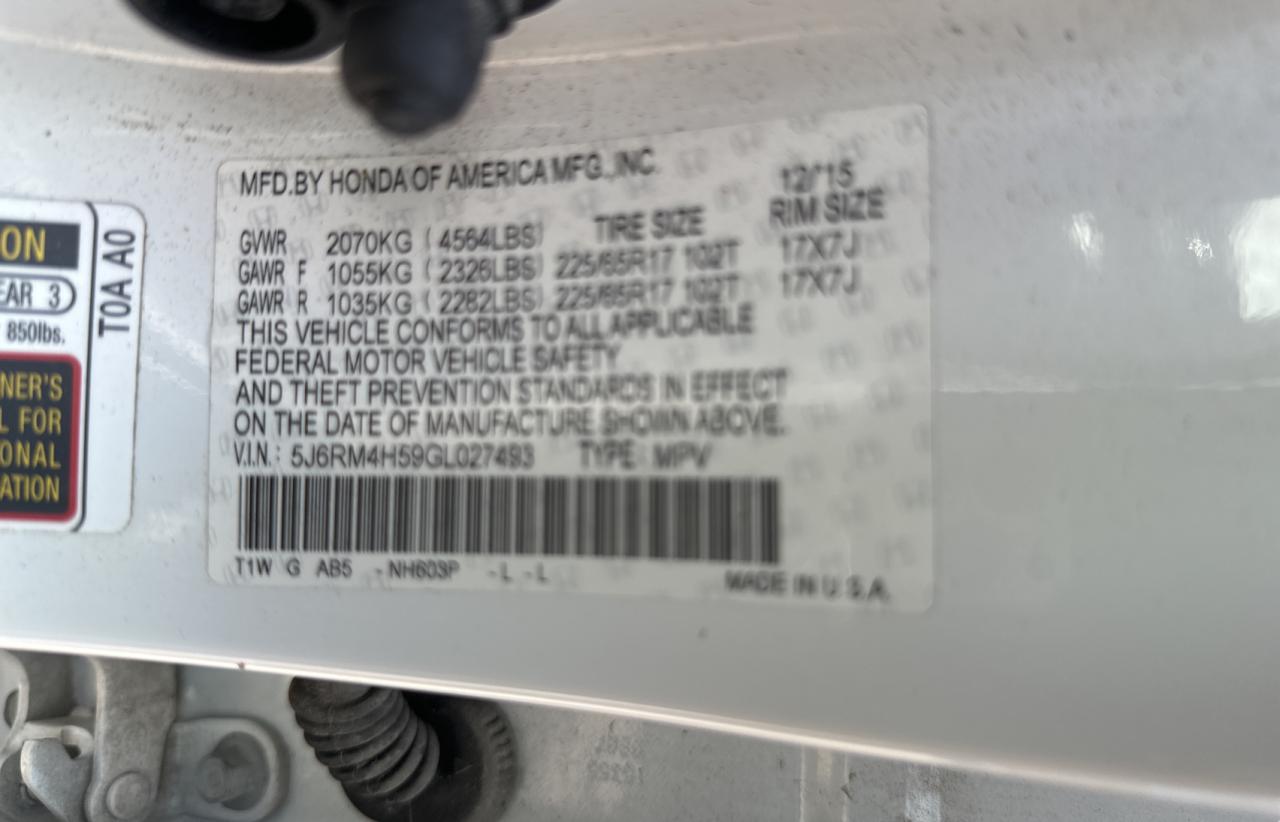 ON
EAR 3
850lbs.
NER'S
L FOR
ONAL
ATION
T0A A0
MFD.BY HONDA OF AMERICA MFG.,INC. 12/'15
TIRE SIZE RIM SIZE
GVWR 2070KG ( 4564LBS)
GAWR F 1055KG ( 2326LBS) 225/65R17 102T 17X7J
GAWR R 1035KG ( 2282LBS) 225/65R17 102T 17X7J
THIS VEHICLE CONFORMS TO ALL APPLICABLE
FEDERAL MOTOR VEHICLE SAFETY
AND THEFT PREVENTION STANDARDS IN EFFECT
ON THE DATE OF MANUFACTURE SHOWN ABOVE.
V.I.N.: 5J6RM4H59GL027493 TYPE: MPV
T1W G AB5 -NH603P -L -L
MADE IN U.S.A.